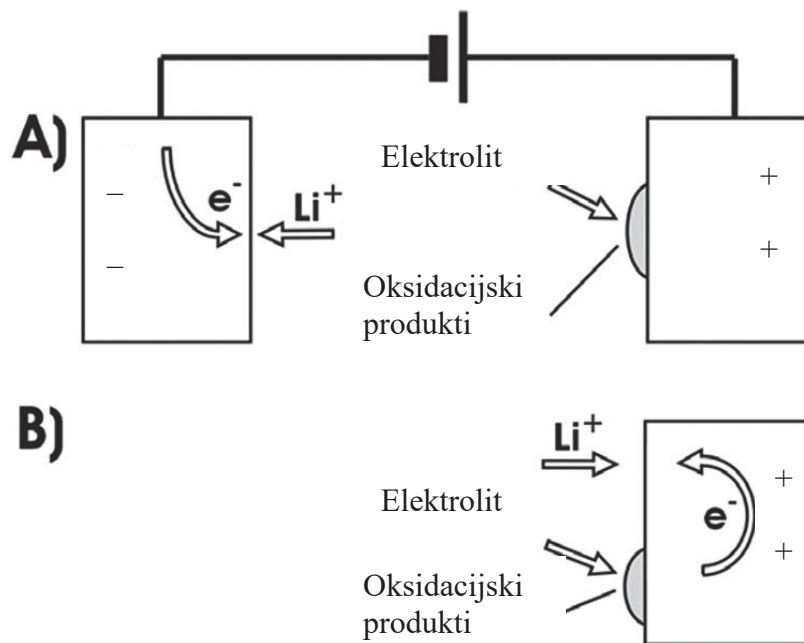 A)
–
e-
Li+
–
Elektrolit
Oksidacijski
produkti
+
+
B)
Li+
Elektrolit
Oksidacijski
produkti
e-
+
+